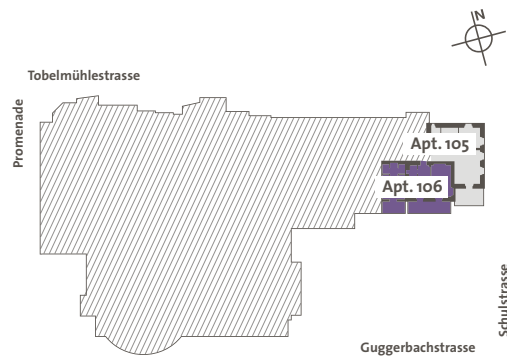 N
Tobelmühlestrasse
Promenade
Apt. 105
Apt. 106
Schulstrasse
Guggerbachstrasse